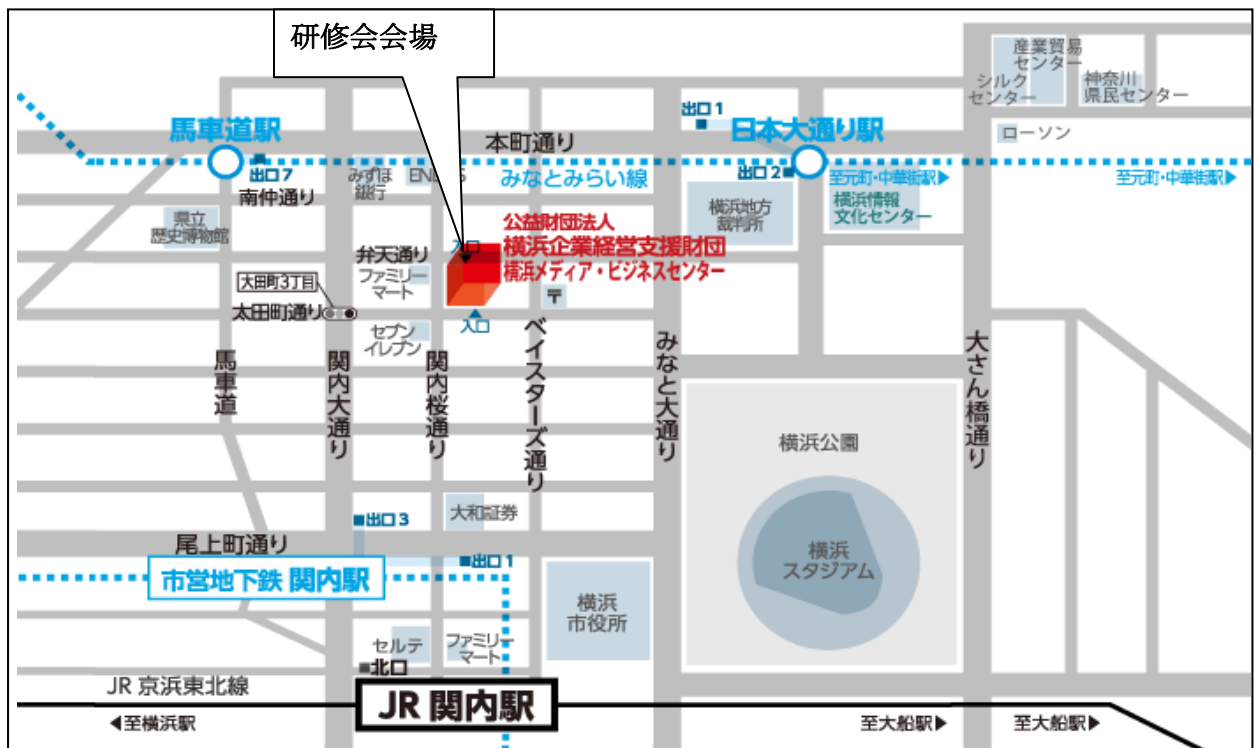 研修会会場
産業貿易
センター
シルク
センター
神奈川
県民センター
出口1
馬車道駅
日本大通り駅
ローソン
本町通り
出口7
みずほ
銀行
みなとみらい線
出口2
至元町・中華街駅▶
至元町・中華街駅▶
南仲通り
横浜情報
文化センター
横浜地方
裁判所
県立
歴史博物館
公益財団法人
横浜企業経営支援財団
横浜メディア・ビジネスセンター
入口
弁天通り
ファミリー
マート
大田町3丁目
〒
太田町通り
入口
セブン
イレブン
馬車道
関内大通り
関内桜通り
ベイスターズ通り
みなと大通り
大さん橋通り
横浜公園
大和証券
出口3
尾上町通り
出口1
横浜
スタジアム
市営地下鉄 関内駅
横浜
市役所
セルテ
ファミリー
マート
北口
JR 京浜東北線
JR 関内駅
◀至横浜駅
至大船駅▶
至大船駅▶